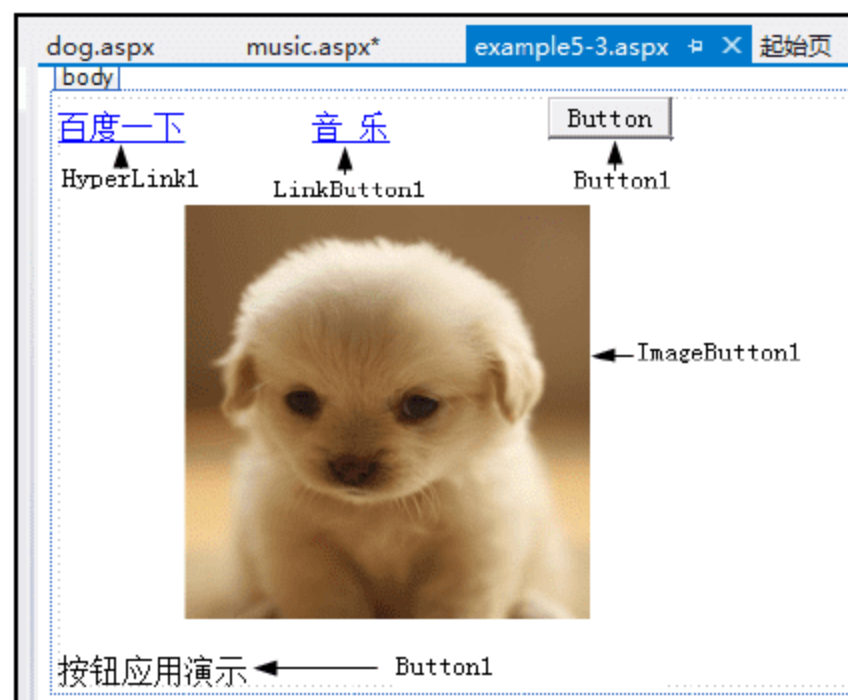 dog.aspx music.aspx* example5-3.aspx 起始页
body
百度一下 音 乐 Button
HyperLink1 LinkButton1 Button1
ImageButton1
按钮应用演示 Button1